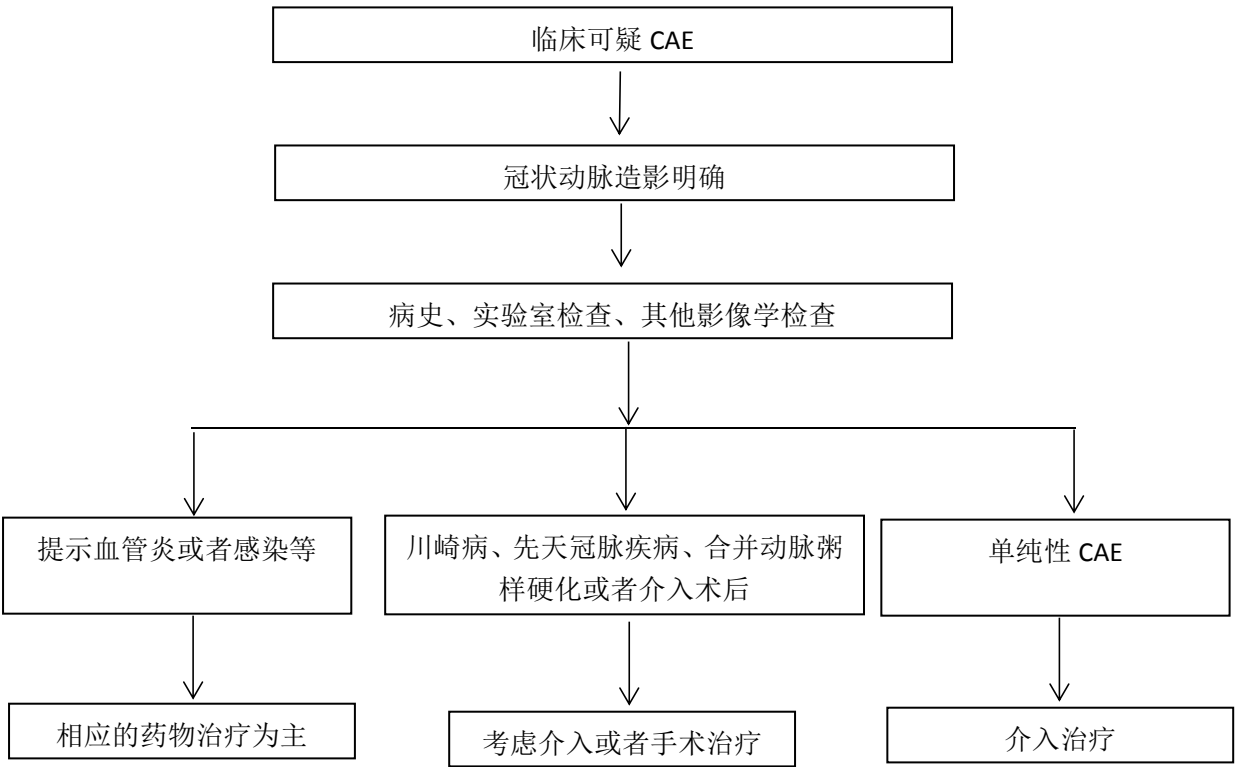 临床可疑 CAE
冠状动脉造影明确
病史、实验室检查、其他影像学检查
提示血管炎或者感染等
川崎病、先天冠脉疾病、合并动脉粥
样硬化或者介入术后
单纯性 CAE
相应的药物治疗为主
考虑介入或者手术治疗
介入治疗